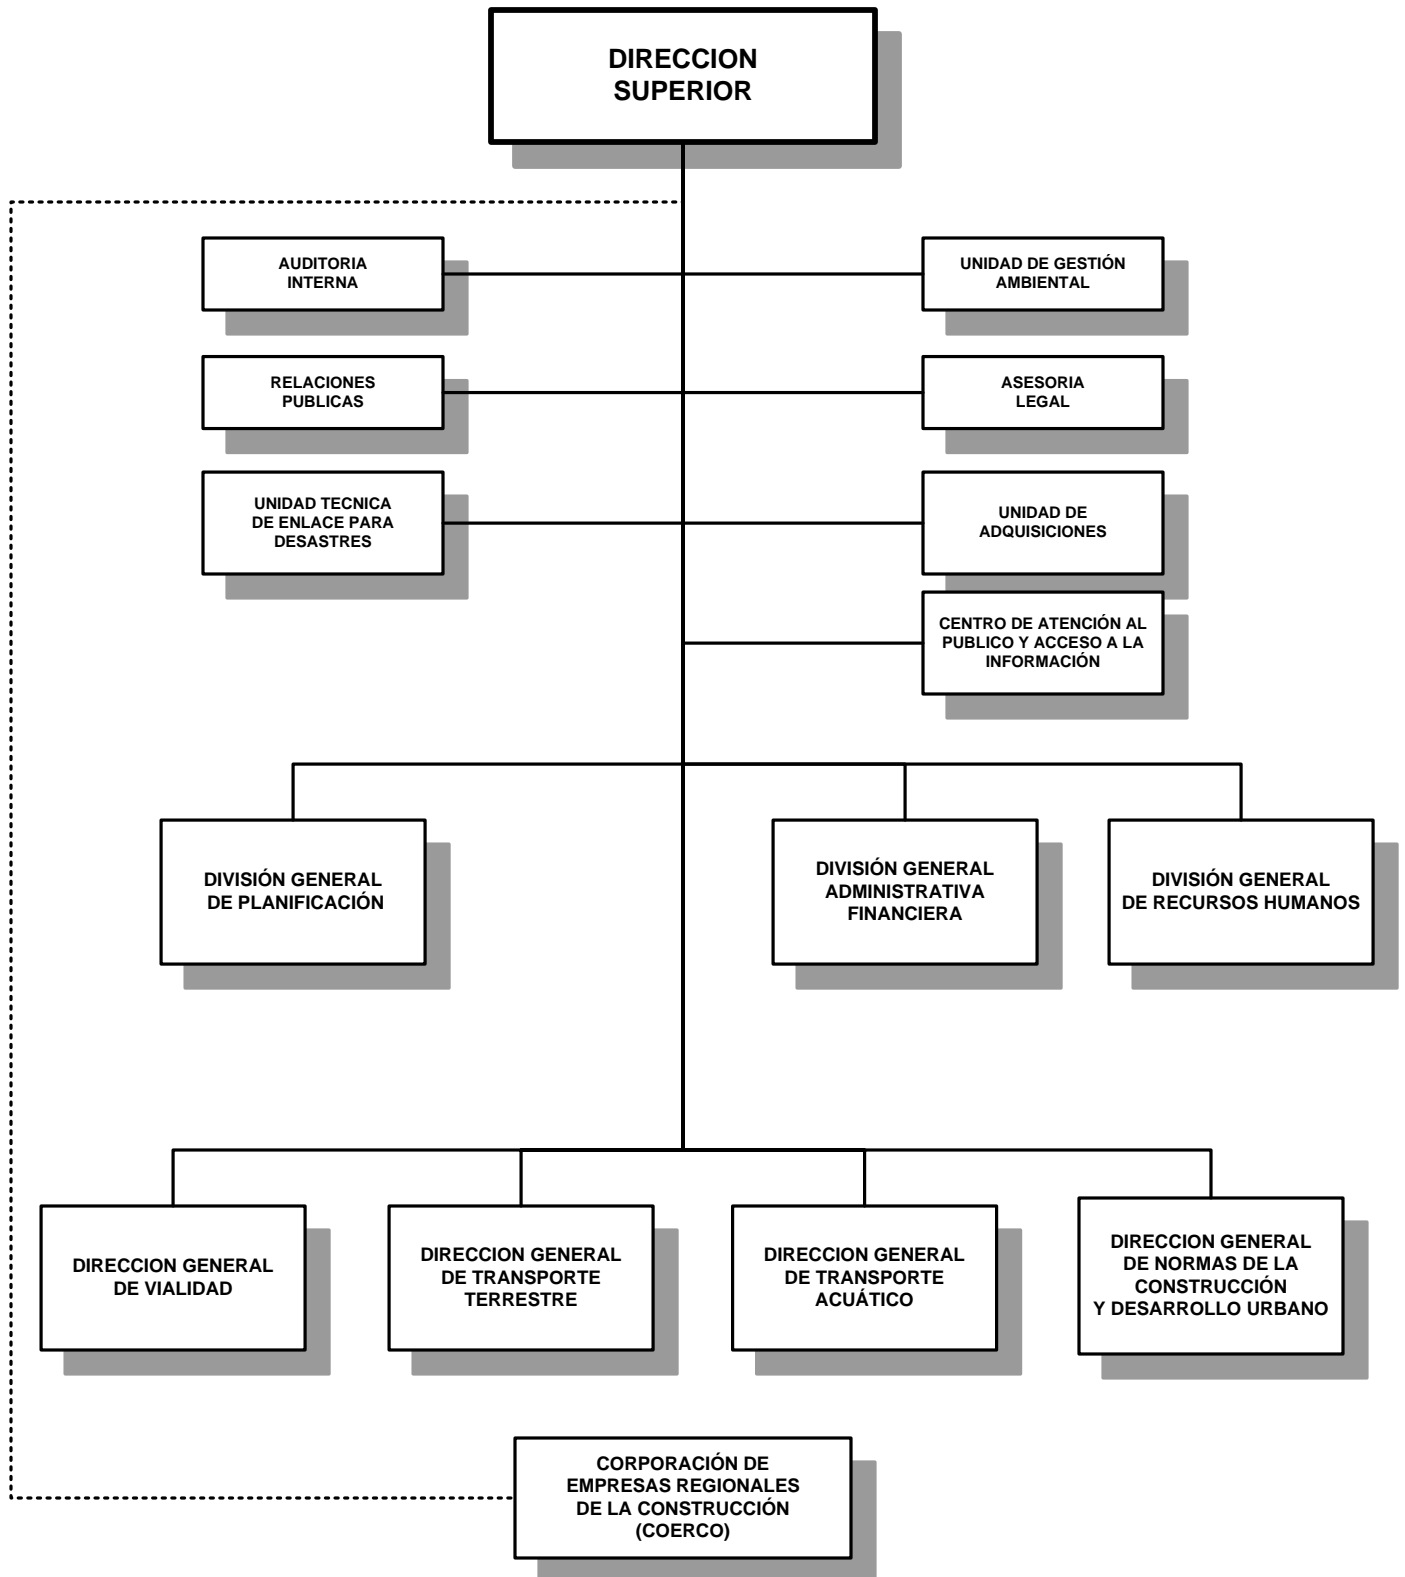 DIRECCION
SUPERIOR
AUDITORIA
INTERNA
UNIDAD DE GESTIÓN
AMBIENTAL
RELACIONES
PUBLICAS
ASESORIA
LEGAL
UNIDAD TECNICA
DE ENLACE PARA
DESASTRES
UNIDAD DE
ADQUISICIONES
CENTRO DE ATENCIÓN AL
PUBLICO Y ACCESO A LA
INFORMACIÓN
DIVISIÓN GENERAL
DE PLANIFICACIÓN
DIVISIÓN GENERAL
ADMINISTRATIVA
FINANCIERA
DIVISIÓN GENERAL
DE RECURSOS HUMANOS
DIRECCION GENERAL
DE VIALIDAD
DIRECCION GENERAL
DE TRANSPORTE
TERRESTRE
DIRECCION GENERAL
DE TRANSPORTE
ACUÁTICO
DIRECCION GENERAL
DE NORMAS DE LA
CONSTRUCCIÓN
Y DESARROLLO URBANO
CORPORACIÓN DE
EMPRESAS REGIONALES
DE LA CONSTRUCCIÓN
(COERCO)